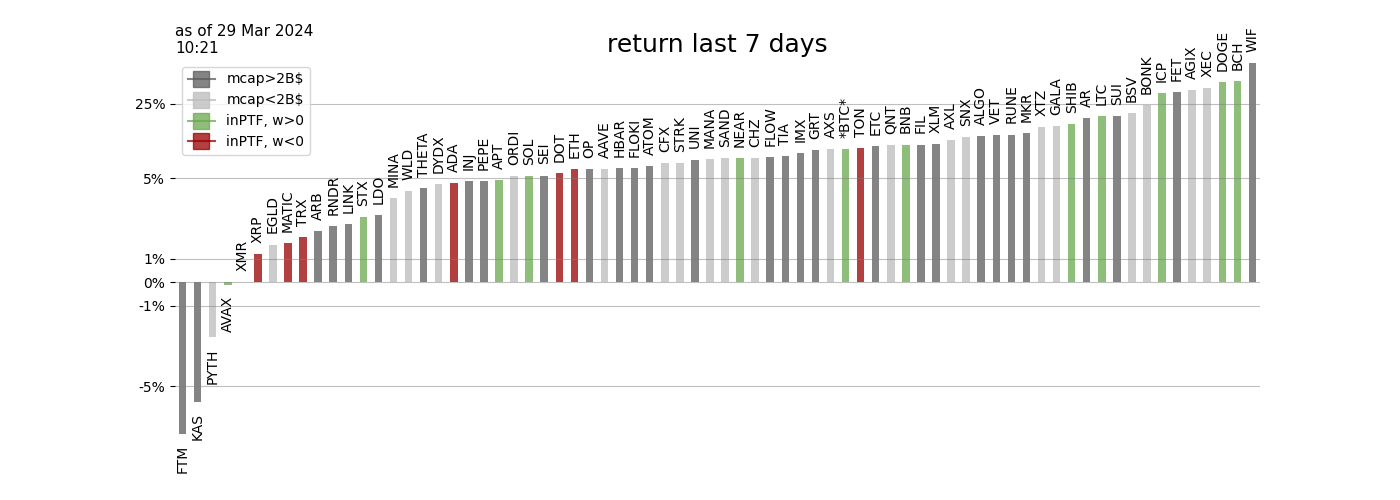 as of 29 Mar 2024
10:21
return last 7 days
mcap>2B$
mcap<2B$
inPTF, w>0
inPTF, w<0
25%
5%
1%
0%
-1%
-5%
FTM
KAS
PYTH
AVAX
XMR
XRP
EGLD
MATIC
TRX
ARB
RNDR
LINK
STX
LDO
MINA
WLD
THETA
DYDX
ADA
INJ
PEPE
APT
ORDI
SOL
SEI
DOT
ETH
OP
AAVE
HBAR
FLOKI
ATOM
CFX
STRK
UNI
MANA
SAND
NEAR
CHZ
FLOW
TIA
IMX
GRT
AXS
*BTC*
TON
ETC
QNT
BNB
FIL
XLM
AXL
SNX
ALGO
VET
RUNE
MKR
XTZ
GALA
SHIB
AR
LTC
SUI
BSV
BONK
ICP
FET
AGIX
XEC
DOGE
BCH
WIF